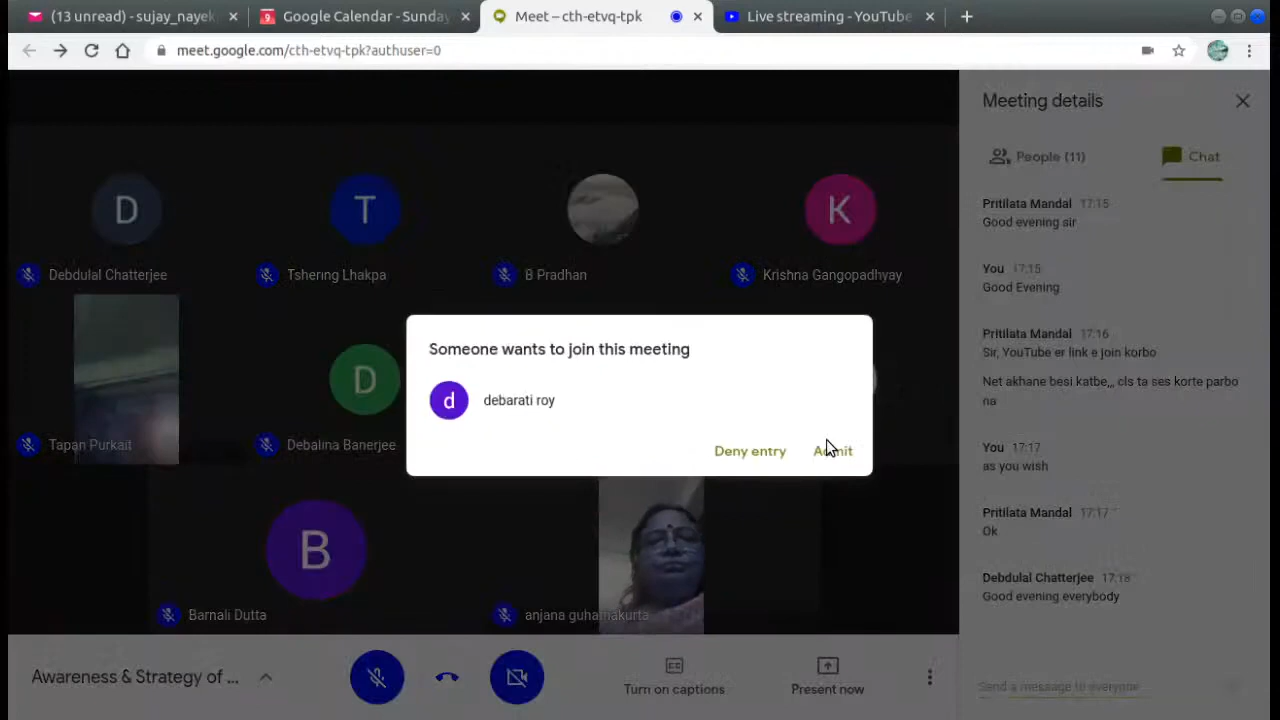 (13 unread) - sujay_nayek
Google Calendar - Sunday
Meet – cth-etvq-tpk
Live streaming - YouTube
meet.google.com/cth-etvq-tpk?authuser=0
Meeting details
People (11)
Chat
D
T
K
Debdulal Chatterjee
Tshering Lhakpa
B Pradhan
Krishna Gangopadhyay
D
Tapan Purkait
Debalina Banerjee
B
Barnali Dutta
anjana guhathakurta
Someone wants to join this meeting
d
debarati roy
Deny entry
Admit
Pritilata Mandal 17:15
Good evening sir
You 17:15
Good Evening
Pritilata Mandal 17:16
Sir, YouTube er link e join korbo
Net akhane besi katbe,,, cls ta ses korte parbo
na
You 17:17
as you wish
Pritilata Mandal 17:17
Ok
Debdulal Chatterjee 17:18
Good evening everybody
Send a message to everyone
Awareness & Strategy of ...
CC
Turn on captions
Present now